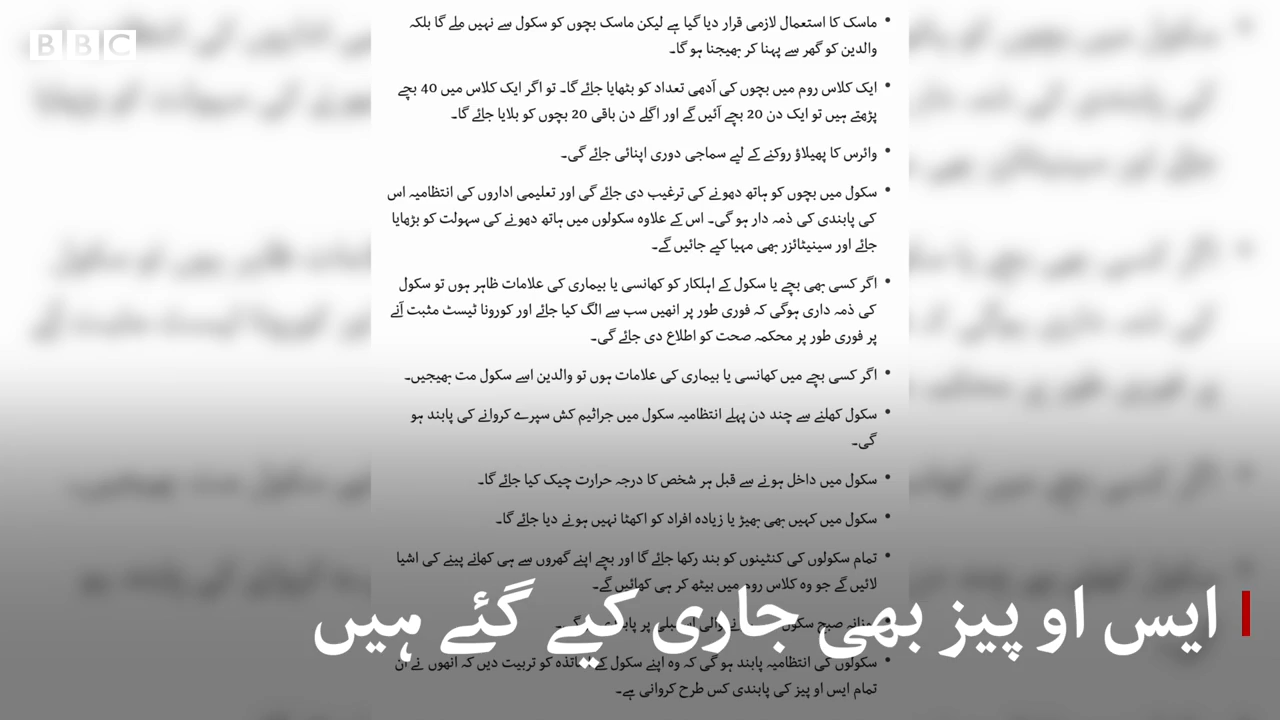 BBC
ماسک کا استعمال لازمی قرار دیا گیا ہے لیکن ماسک بچوں کو سکول سے نہیں ملے گا بلکہ
والدین کو گھر سے پہنا کر بھیجنا ہو گا۔
ایک کلاس روم میں بچوں کی آدھی تعداد کو بٹھایا جائے گا۔ تو اگر ایک کلاس میں 40 بچے
پڑھتے ہیں تو ایک دن 20 بچے آئیں گے اور اگلے دن باقی 20 بچوں کو بلایا جائے گا۔
وائرس کا پھیلاؤ روکنے کے لیے سماجی دوری اپنائی جائے گی۔
سکول میں بچوں کو ہاتھ دھونے کی ترغیب دی جائے گی اور تعلیمی اداروں کی انتظامیہ اس
کی پابندی کی ذمہ دار ہو گی۔ اس کے علاوہ سکولوں میں ہاتھ دھونے کی سہولت کو بڑھایا
جائے اور سینیٹائزر بھی مہیا کیے جائیں گے۔
اگر کسی بھی بچے یا سکول کے اہلکار کو کھانسی یا بیماری کی علامات ظاہر ہوں تو سکول
کی ذمہ داری ہوگی کہ فوری طور پر انھیں سب سے الگ کیا جائے اور کورونا ٹیسٹ مثبت آنے
پر فوری طور پر محکمہ صحت کو اطلاع دی جائے گی۔
اگر کسی بچے میں کھانسی یا بیماری کی علامات ہوں تو والدین اسے سکول مت بھیجیں۔
سکول کھلنے سے چند دن پہلے انتظامیہ سکول میں جراثیم کش سپرے کروانے کی پابند ہو
گی۔
سکول میں داخل ہونے سے قبل ہر شخص کا درجہ حرارت چیک کیا جائے گا۔
سکول میں کہیں بھی بھیڑ یا زیادہ افراد کو اکھٹا نہیں ہونے دیا جائے گا۔
تمام سکولوں کی کنٹینوں کو بند رکھا جائے گا اور بچے اپنے گھروں سے ہی کھانے پینے کی اشیا
لائیں گے جو وہ کلاس روم میں بیٹھ کر ہی کھائیں گے۔
ایس او پیز بھی جاری کیے گئے ہیں
صبح سکول والی اسمبلی پر
سکولوں کی انتظامیہ پابند ہو گی کہ وہ اپنے سکول کے اساتذہ کو تربیت دیں کہ انھوں نے ان
تمام ایس او پیز کی پابندی کس طرح کروانی ہے۔